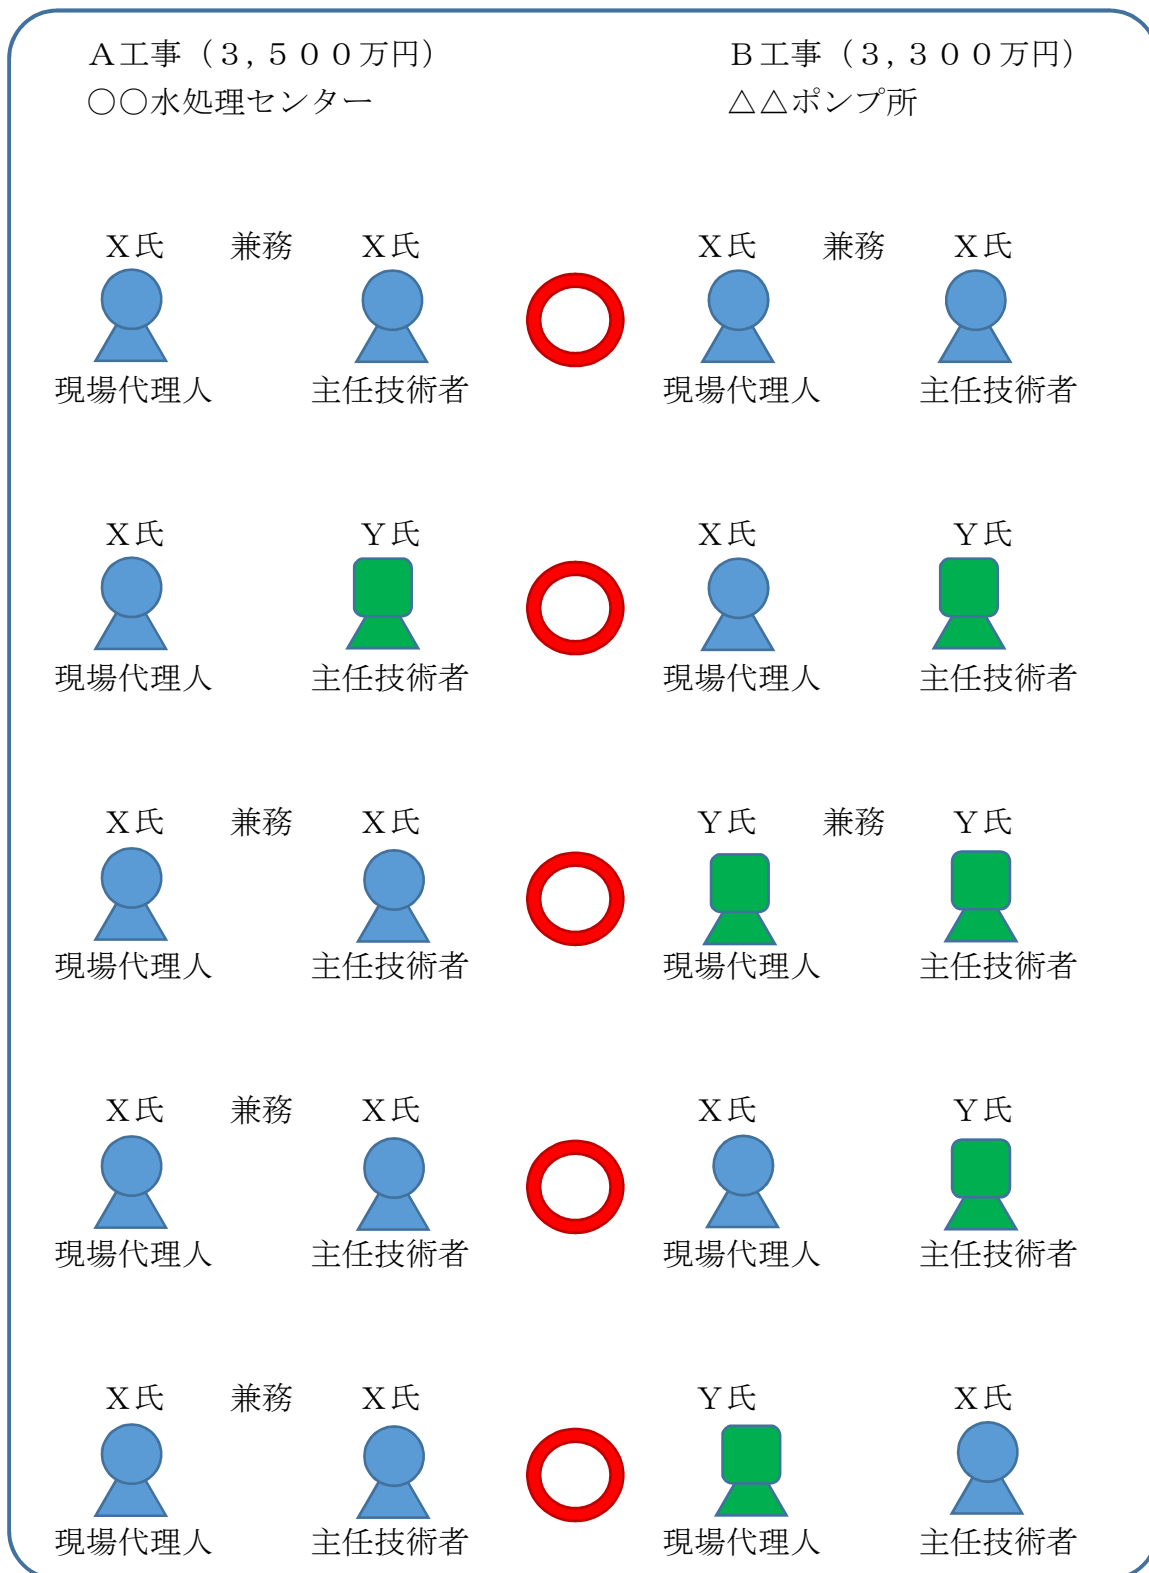 A工事（３,５００万円） B工事（３,３００万円）
○○水処理センター △△ポンプ所
X氏 兼務 X氏 X氏 兼務 X氏
現場代理人 主任技術者 現場代理人 主任技術者
X氏 Y氏 X氏 Y氏
現場代理人 主任技術者 現場代理人 主任技術者
X氏 兼務 X氏 Y氏 兼務 Y氏
現場代理人 主任技術者 現場代理人 主任技術者
X氏 兼務 X氏 X氏 Y氏
現場代理人 主任技術者 現場代理人 主任技術者
X氏 兼務 X氏 Y氏 X氏
現場代理人 主任技術者 現場代理人 主任技術者